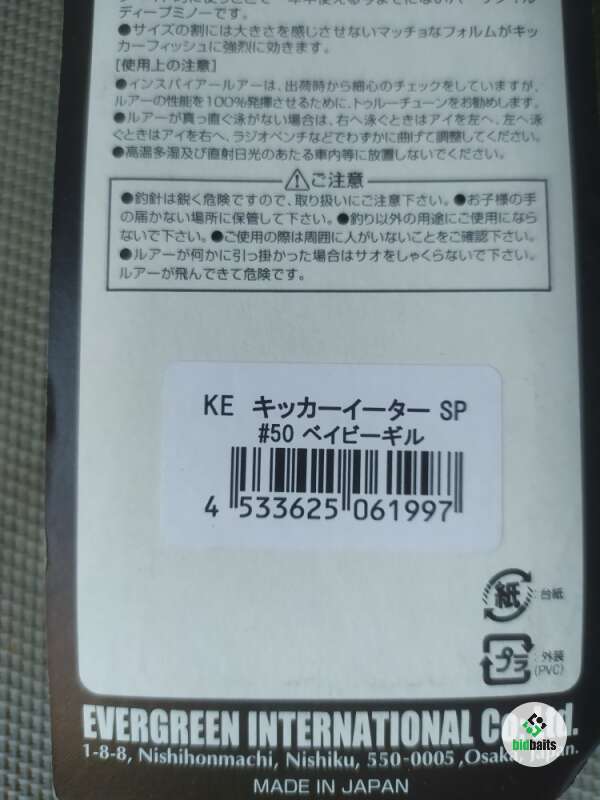 ディープミノーです。
●サイズの割には大きさを感じさせないマッチョなフォルムがキッ
カーフィッシュに強烈に効きます。
[使用上の注意]
●インスパイアールアーは、出荷時から細心のチェックをしていますが、
ルアーの性能を100%発揮させるために、トゥルーチューンをお勧めします。
●ルアーが真っ直ぐ泳がない場合は、右へ泳ぐときはアイを左へ、左へ泳
ぐときはアイを右へ、ラジオペンチなどでわずかに曲げて調整してください。
●高温多湿及び直射日光のあたる車内等に放置しないでください。
ご注意
●釣針は鋭く危険ですので、取り扱いにご注意下さい。●お子様の手
の届かない場所に保管して下さい。●釣り以外の用途にご使用になら
ないで下さい。●ご使用の際は周囲に人がいないことをご確認下さい。
●ルアーが何かに引っ掛かった場合はサオをしゃくらないで下さい。
ルアーが飛んできて危険です。
KE キッカーイーター SP
#50 ベイビーギル
4 533625 061997
紙 :台紙
プラ :外装
(PVC)
EVERGREEN INTERNATIONAL Co.,Ltd.
bidbaits
1-8-8, Nishihonmachi, Nishiku, 550-0005, Osaka, Japan.
MADE IN JAPAN